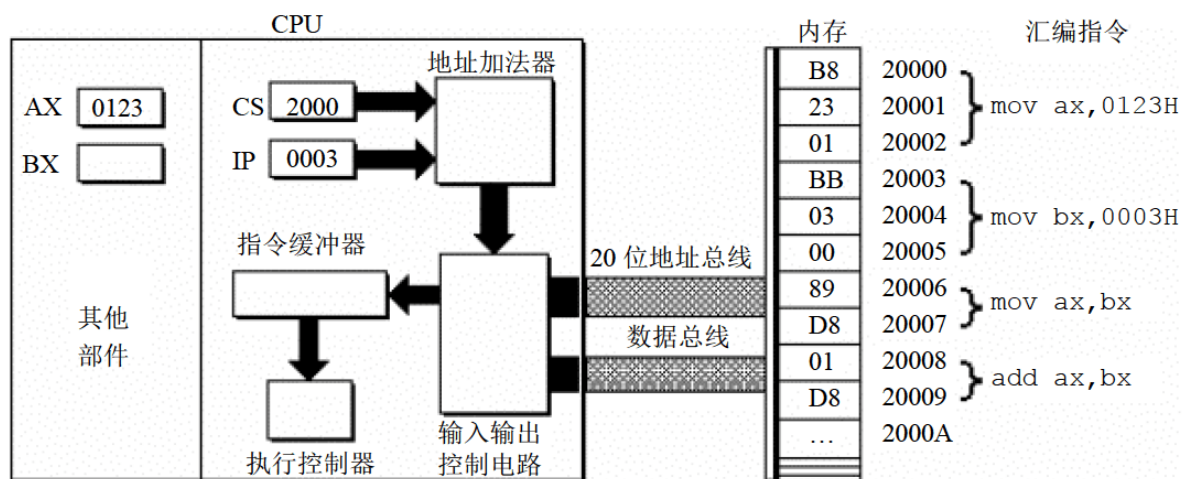 CPU
内存 汇编指令
地址加法器
AX 0123
BX
CS 2000
IP 0003
指令缓冲器
20 位地址总线
数据总线
其他
部件
执行控制器
输入输出
控制电路
B8 20000
23 20001 mov ax,0123H
01 20002
BB 20003
03 20004 mov bx,0003H
00 20005
89 20006
mov ax,bx
D8 20007
01 20008
add ax,bx
D8 20009
… 2000A